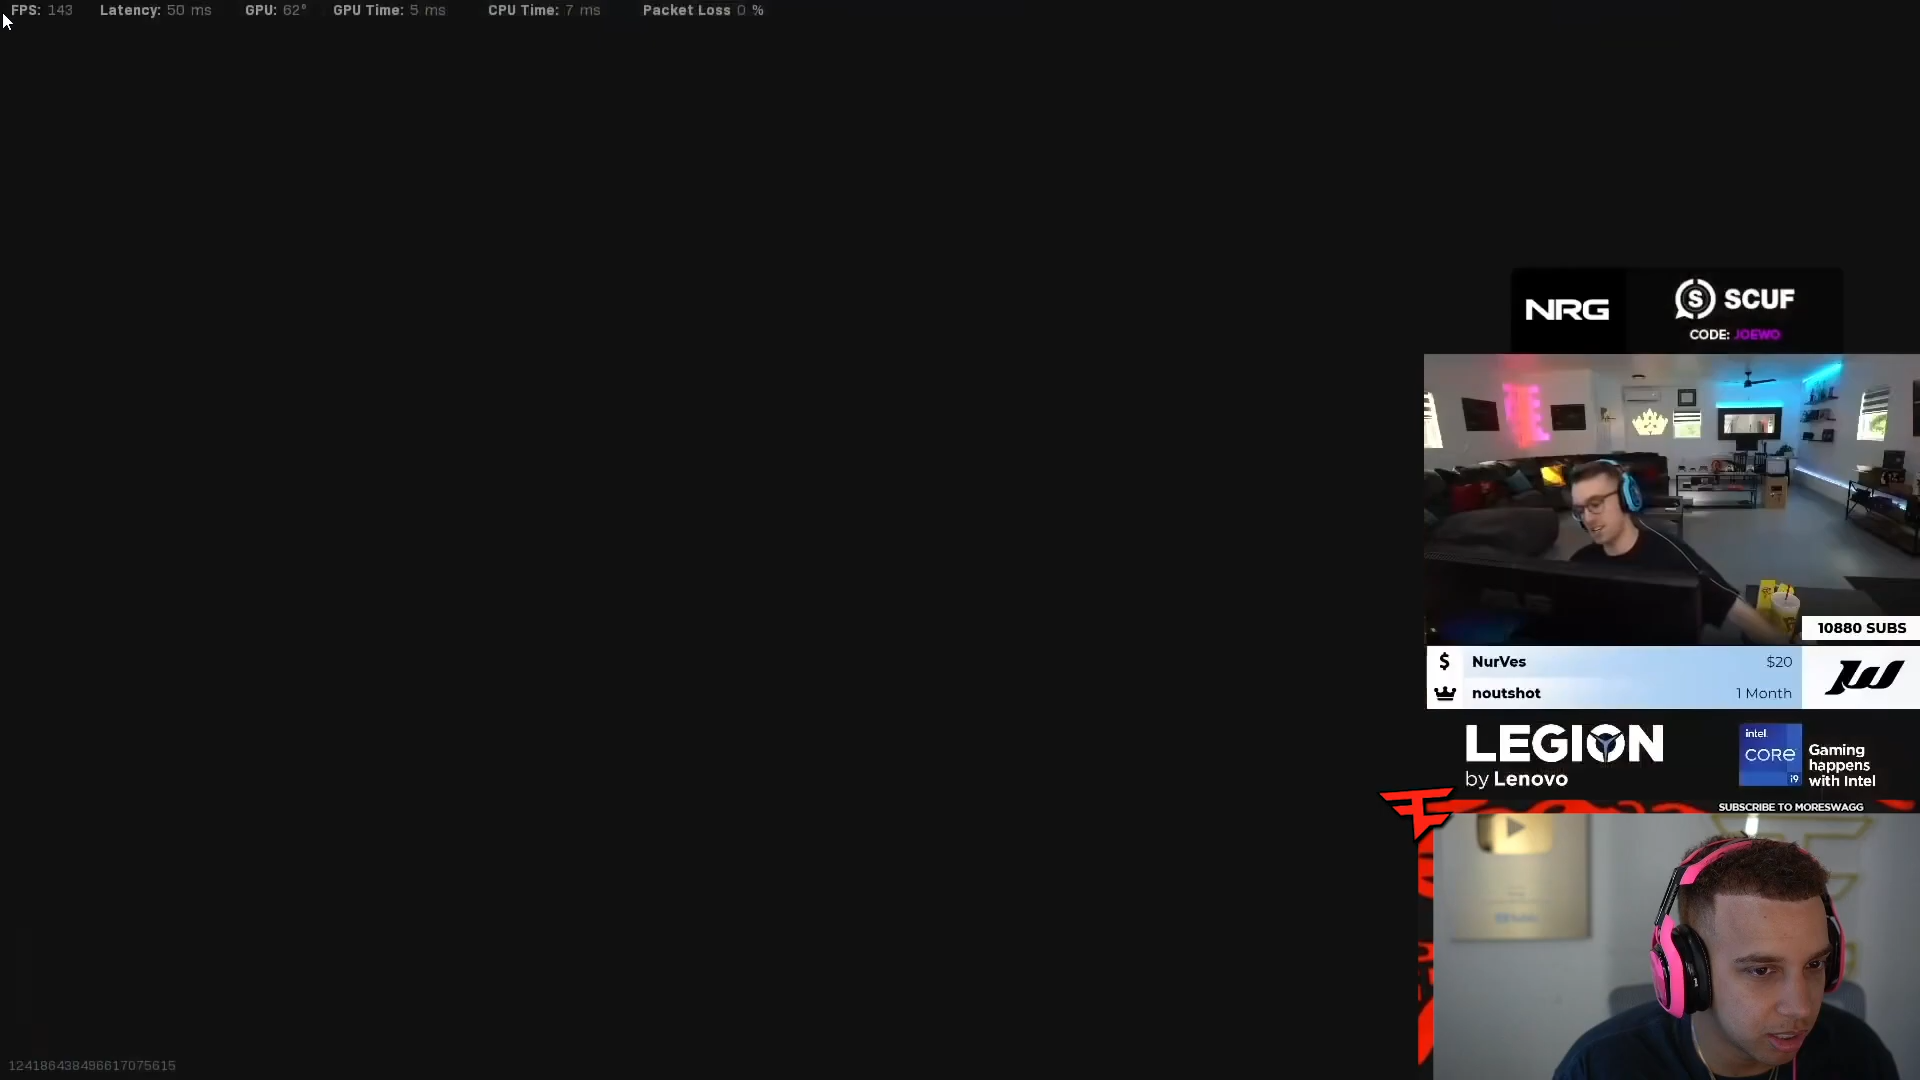 FPS: 143 Latency: 50 ms GPU: 62° GPU Time: 5 ms CPU Time: 7 ms Packet Loss 0 %
NRG
SCUF
CODE: JOEWO
10880 SUBS
NurVes $20
noutshot 1 Month
JW
LEGION
by Lenovo
intel.
CORE
i9
Gaming
happens
with Intel
SUBSCRIBE TO MORESWAGG
12418643849661707561​5